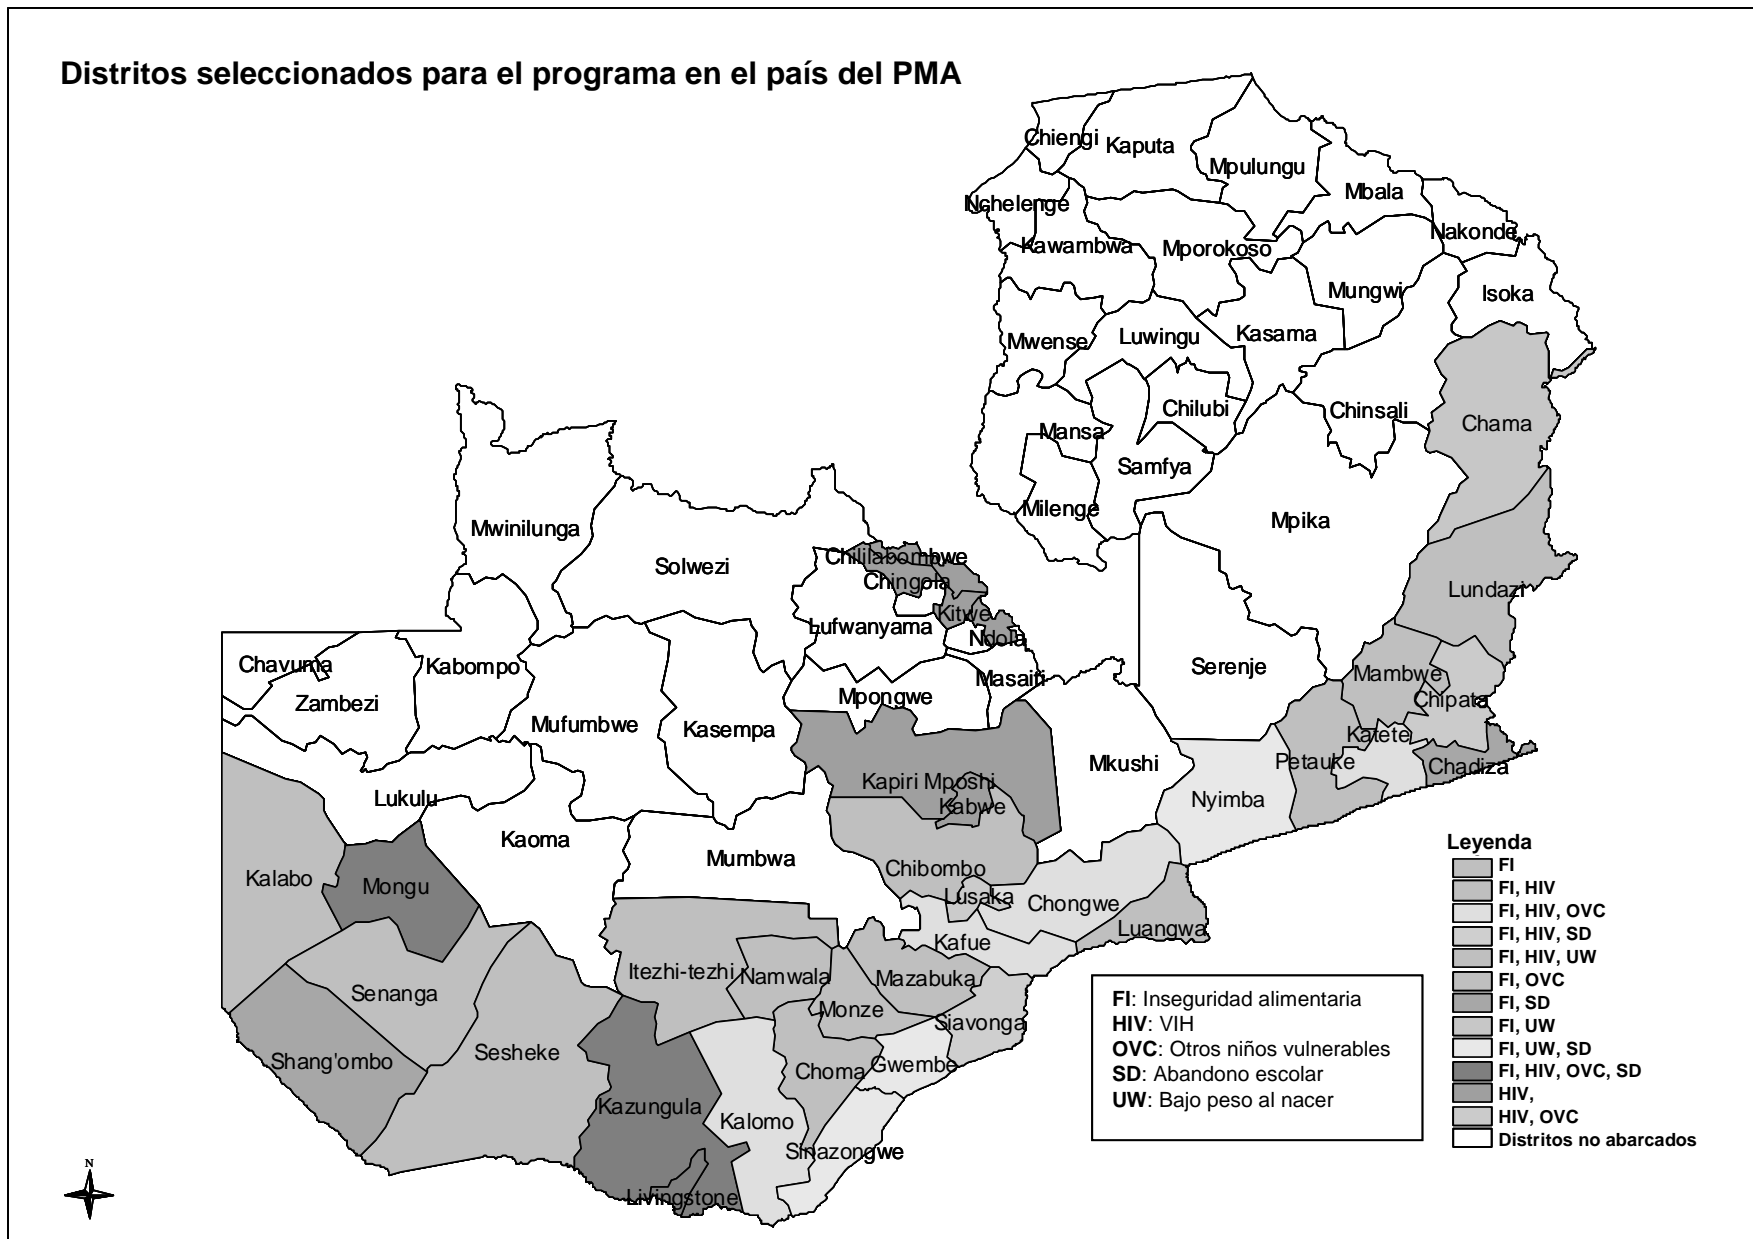 Distritos seleccionados para el programa en el país del PMA
Chiengi
Kaputa
Mpulungu
Mbala
Nchelenge
Nakonde
Kawambwa
Mporokoso
Mungwi
Isoka
Mwense
Luwingu
Kasama
Chilubi
Chinsali
Chama
Mansa
Samfya
Milenge
Mpika
Mwinilunga
Solwezi
Chililabombwe
Chingola
Lundazi
Kitwe
Lufwanyama
Ndola
Chavuma
Kabompo
Serenje
Mambwe
Masaiti
Zambezi
Mpongwe
Chipata
Mufumbwe
Kasempa
Katete
Mkushi
Petauke
Chadiza
Kapiri Mposhi
Lukulu
Kabwe
Nyimba
Kaoma
Mumbwa
Leyenda
FI
Kalabo
Mongu
Chibombo
FI, HIV
Lusaka
Chongwe
FI, HIV, OVC
Luangwa
FI, HIV, SD
Kafue
FI, HIV, UW
Itezhi-tezhi
Namwala
Mazabuka
FI, OVC
Senanga
FI: Inseguridad alimentaria
FI, SD
Monze
Siavonga
HIV: VIH
FI, UW
Shang'ombo
Sesheke
Gwembe
OVC: Otros niños vulnerables
FI, UW, SD
Choma
SD: Abandono escolar
FI, HIV, OVC, SD
Kazungula
UW: Bajo peso al nacer
HIV,
Kalomo
HIV, OVC
Sinazongwe
Distritos no abarcados
Livingstone
N